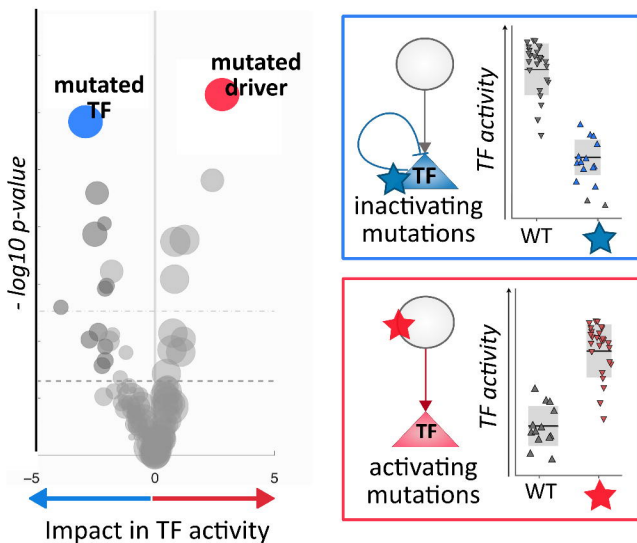 mutated
TF
mutated
driver
- log10 p-value
−5
0
5
Impact in TF activity
TF
inactivating
mutations
TF activity
WT
TF
activating
mutations
TF activity
WT